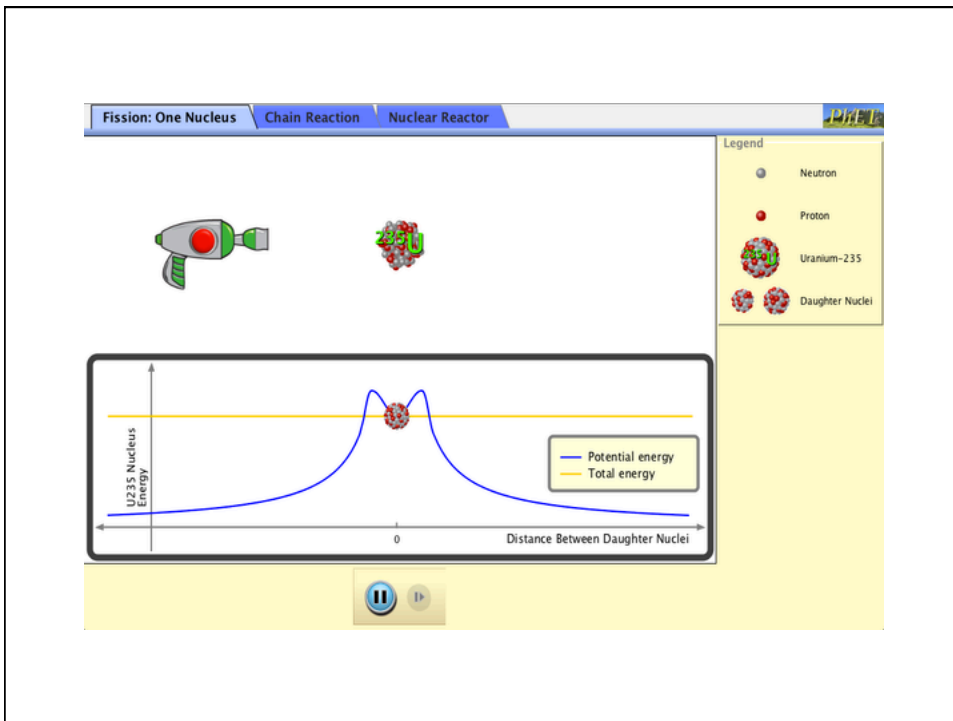 Fission: One Nucleus
Chain Reaction
Nuclear Reactor
PhET
Legend
Neutron
Proton
235U
Uranium-235
Daughter Nuclei
235U
U235 Nucleus
Energy
Potential energy
Total energy
0
Distance Between Daughter Nuclei